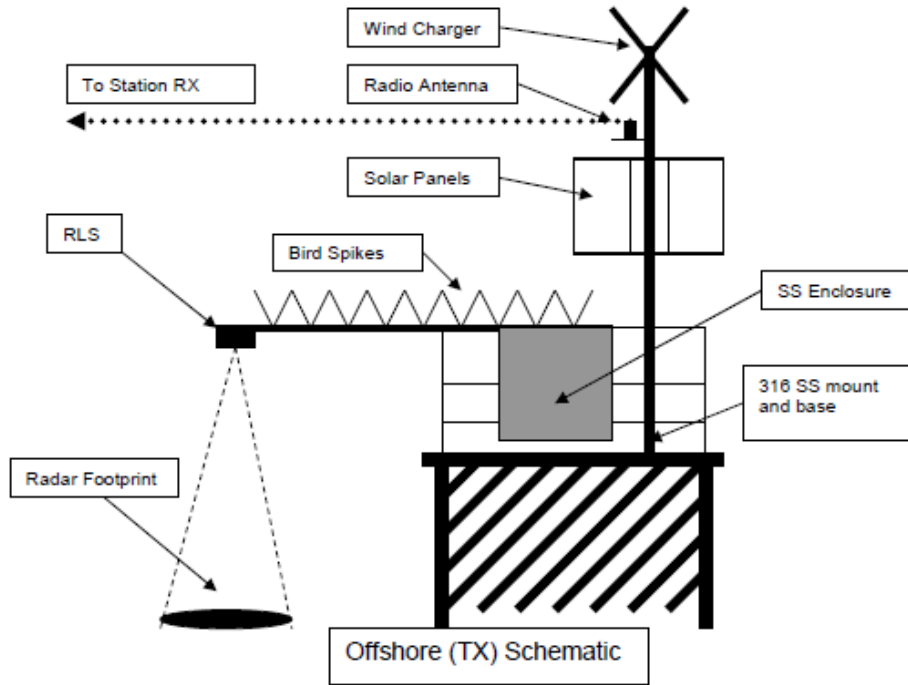 Wind Charger
To Station RX
Radio Antenna
Solar Panels
RLS
Bird Spikes
SS Enclosure
316 SS mount
and base
Radar Footprint
Offshore (TX) Schematic